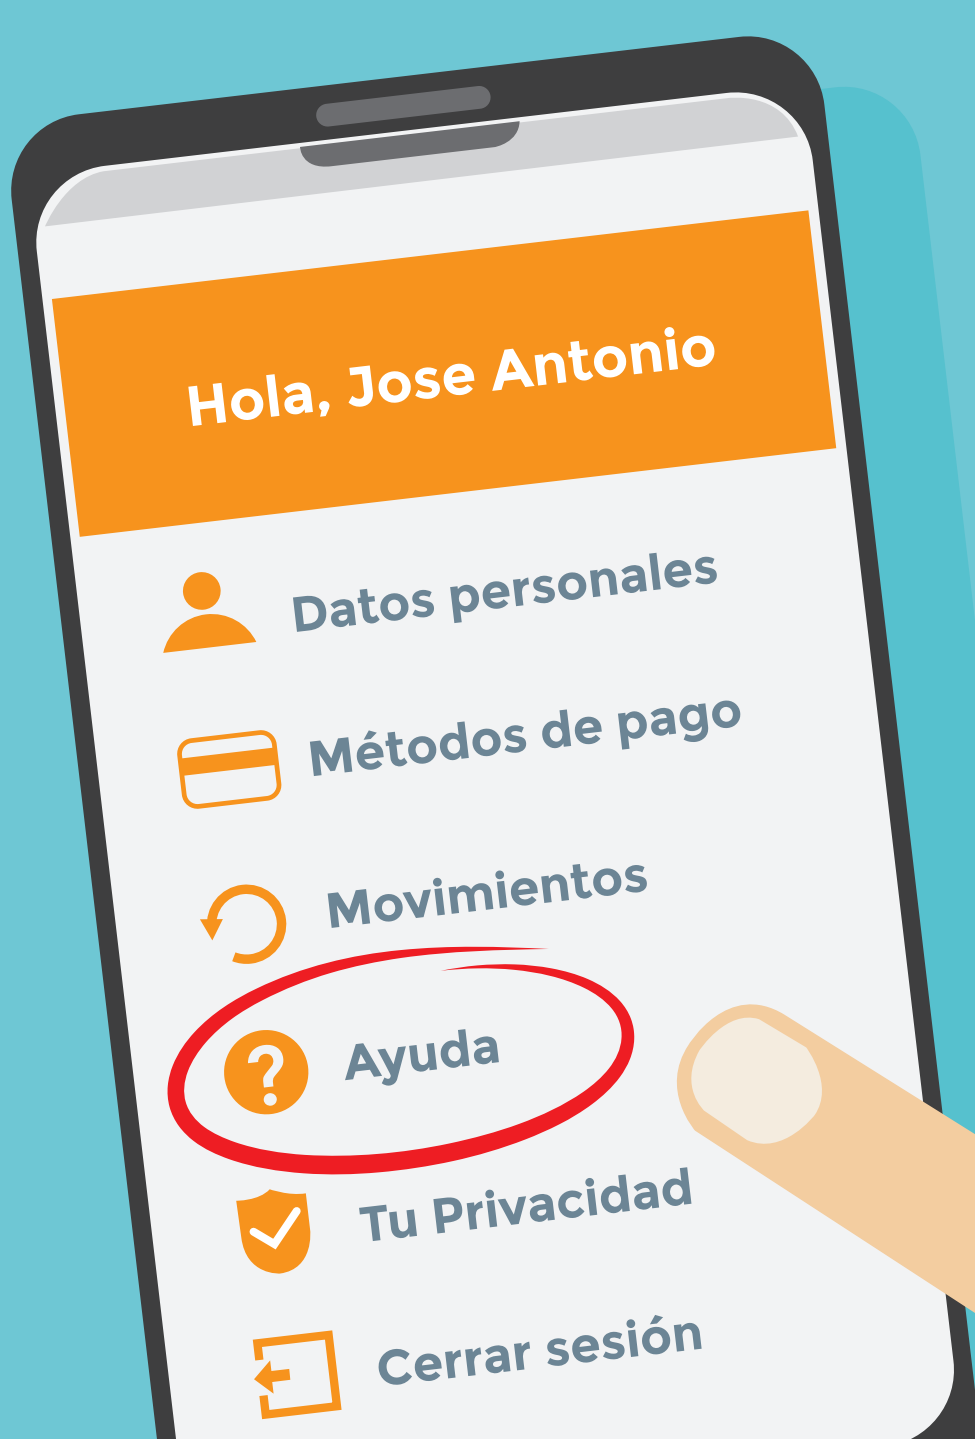 Hola, Jose Antonio
Datos personales
Métodos de pago
Movimientos
Ayuda
Tu Privacidad
Cerrar sesión